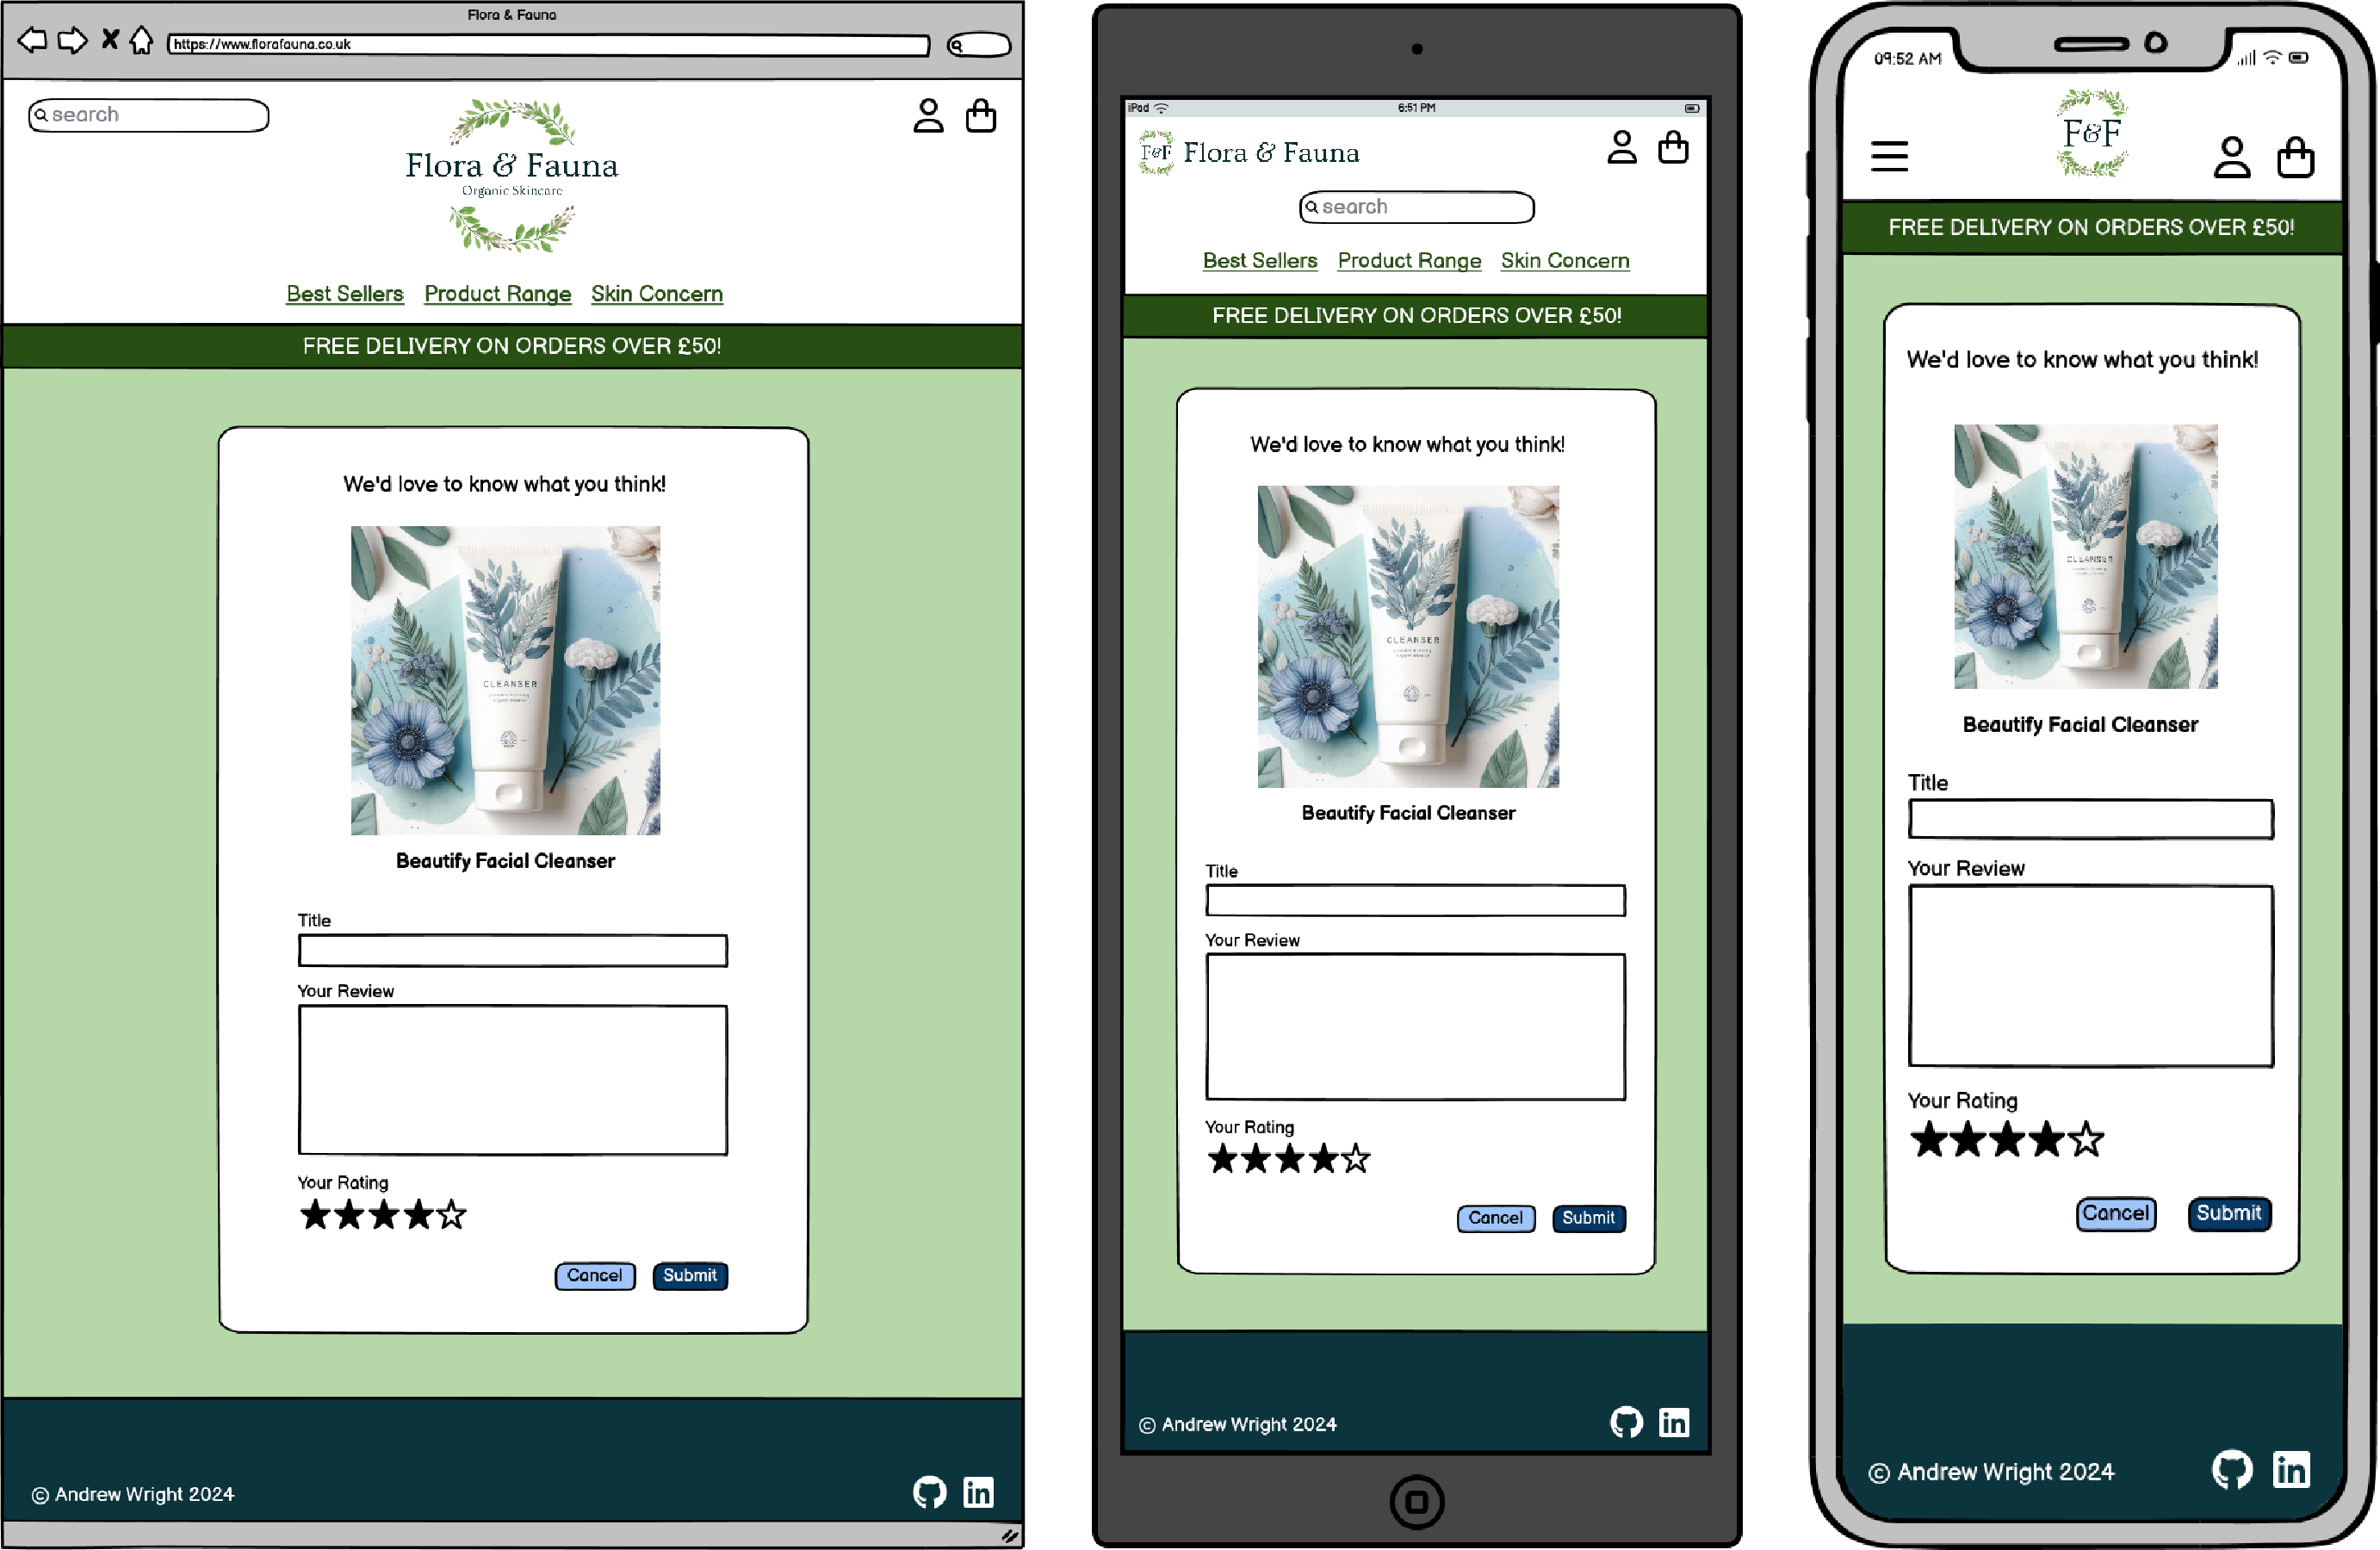 Flora & Fauna
https://www.florafauna.co.uk
search
Flora & Fauna
Organic Skincare
Best Sellers Product Range Skin Concern
FREE DELIVERY ON ORDERS OVER £50!
We'd love to know what you think!
CLEANSER
Beautify Facial Cleanser
Title
Your Review
Your Rating
Cancel Submit
© Andrew Wright 2024
in
iPad 6:51 PM
F&F Flora & Fauna
search
Best Sellers Product Range Skin Concern
FREE DELIVERY ON ORDERS OVER £50!
We'd love to know what you think!
CLEANSER
Beautify Facial Cleanser
Title
Your Review
Your Rating
Cancel Submit
© Andrew Wright 2024
in
09:52 AM
F&F
FREE DELIVERY ON ORDERS OVER £50!
We'd love to know what you think!
CLEANSER
Beautify Facial Cleanser
Title
Your Review
Your Rating
Cancel Submit
© Andrew Wright 2024
in